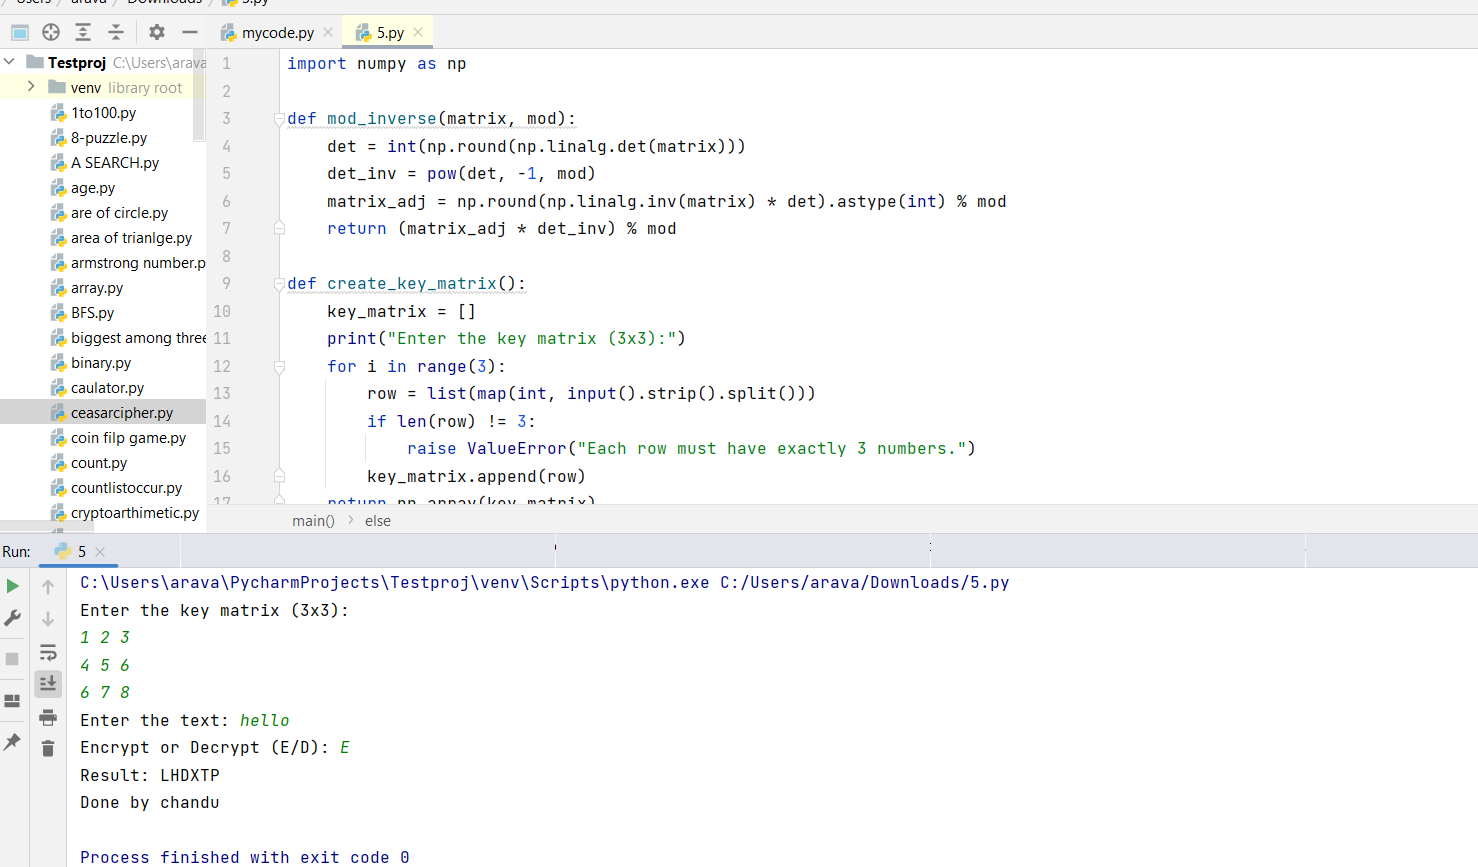 Users / arava / Downloads / 5.py
mycode.py
5.py
Testproj C:\Users\arava
venv library root
1to100.py
8-puzzle.py
A SEARCH.py
age.py
are of circle.py
area of trianlge.py
armstrong number.p
array.py
BFS.py
biggest among three
binary.py
caulator.py
ceasarcipher.py
coin filp game.py
count.py
countlistoccur.py
cryptoarthimetic.py
1 import numpy as np
2
3 def mod_inverse(matrix, mod):
4 det = int(np.round(np.linalg.det(matrix)))
5 det_inv = pow(det, -1, mod)
6 matrix_adj = np.round(np.linalg.inv(matrix) * det).astype(int) % mod
7 return (matrix_adj * det_inv) % mod
8
9 def create_key_matrix():
10 key_matrix = []
11 print("Enter the key matrix (3x3):")
12 for i in range(3):
13 row = list(map(int, input().strip().split()))
14 if len(row) != 3:
15 raise ValueError("Each row must have exactly 3 numbers.")
16 key_matrix.append(row)
17 return np.array(key_matrix)
main() › else
Run: 5
C:\Users\arava\PycharmProjects\Testproj\venv\Scripts\python.exe C:/Users/arava/Downloads/5.py
Enter the key matrix (3x3):
1 2 3
4 5 6
6 7 8
Enter the text: hello
Encrypt or Decrypt (E/D): E
Result: LHDXTP
Done by chandu
Process finished with exit code 0